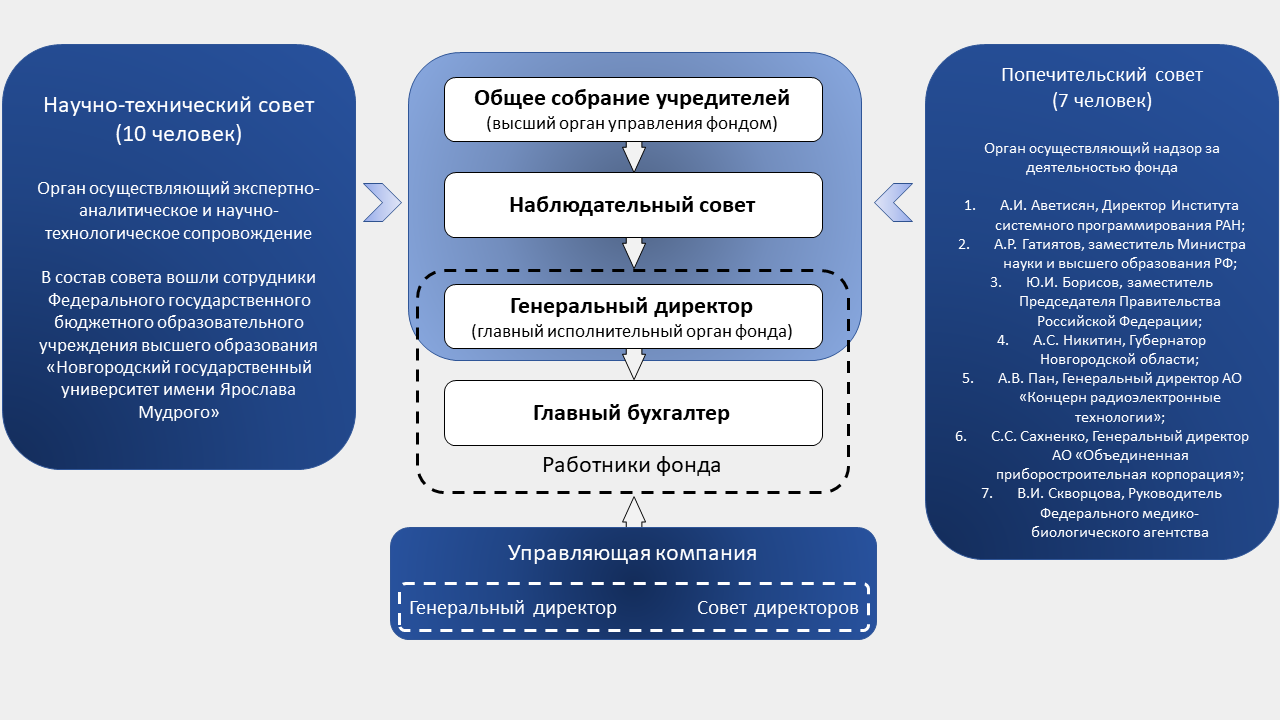 Научно-технический совет
(10 человек)
Орган осуществляющий экспертно-
аналитическое и научно-
технологическое сопровождение
В состав совета вошли сотрудники
Федерального государственного
бюджетного образовательного
учреждения высшего образования
«Новгородский государственный
университет имени Ярослава
Мудрого»
Общее собрание учредителей
(высший орган управления фондом)
Наблюдательный совет
Генеральный директор
(главный исполнительный орган фонда)
Главный бухгалтер
Работники фонда
Управляющая компания
Генеральный директор
Совет директоров
Попечительский совет
(7 человек)
Орган осуществляющий надзор за
деятельностью фонда
1. А.И. Аветисян, Директор Института
системного программирования РАН;
2. А.Р. Гатиятов, заместитель Министра
науки и высшего образования РФ;
3. Ю.И. Борисов, заместитель
Председателя Правительства
Российской Федерации;
4. А.С. Никитин, Губернатор
Новгородской области;
5. А.В. Пан, Генеральный директор АО
«Концерн радиоэлектронные
технологии»;
6. С.С. Сахненко, Генеральный директор
АО «Объединенная
приборостроительная корпорация»;
7. В.И. Скворцова, Руководитель
Федерального медико-
биологического агентства